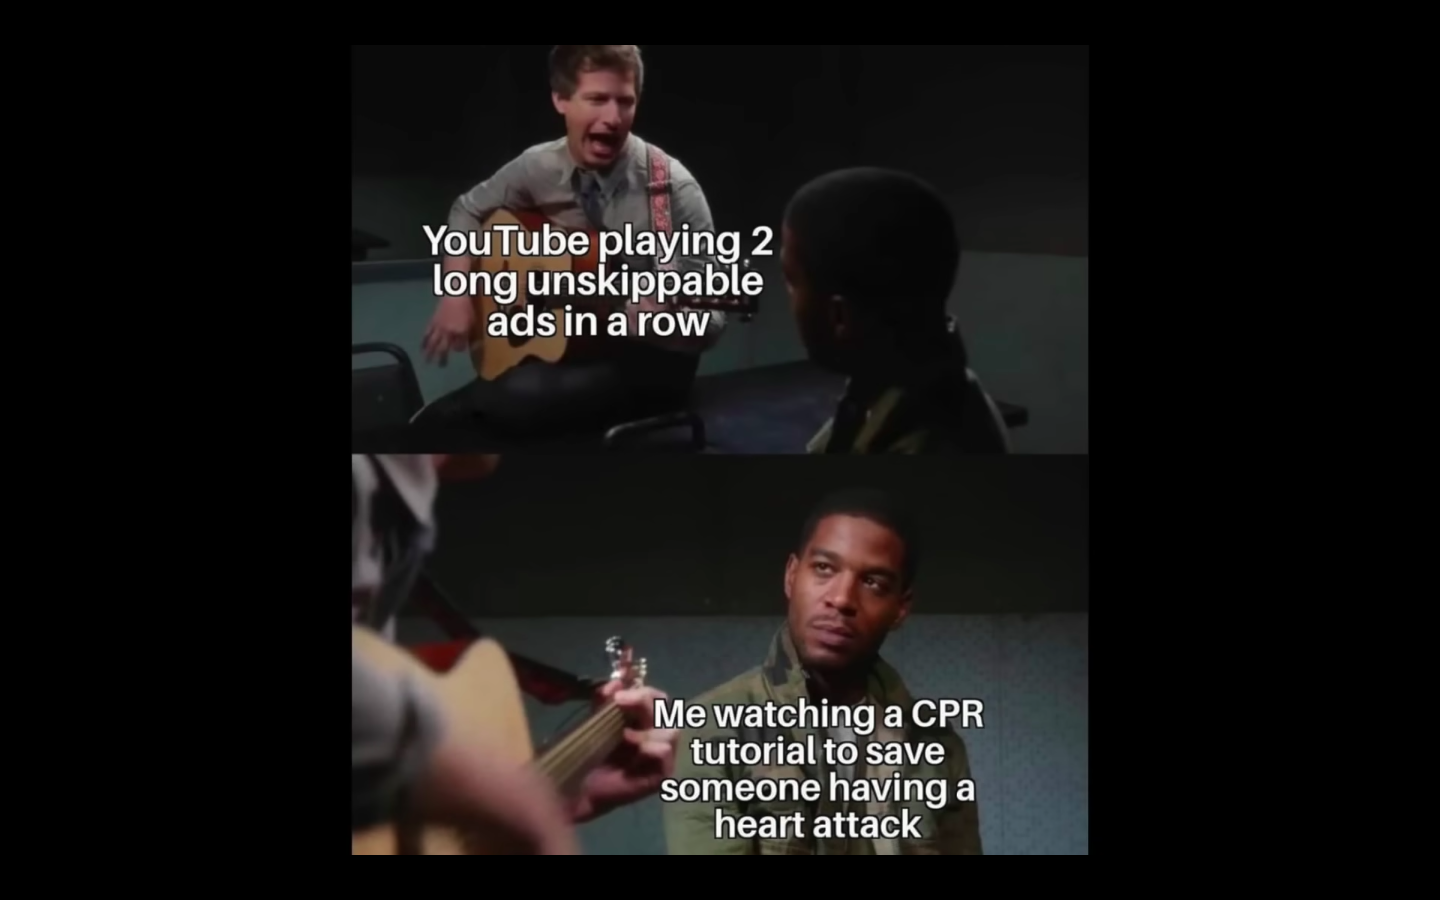 YouTube playing 2
long unskippable
ads in a row
Me watching a CPR
tutorial to save
someone having a
heart attack